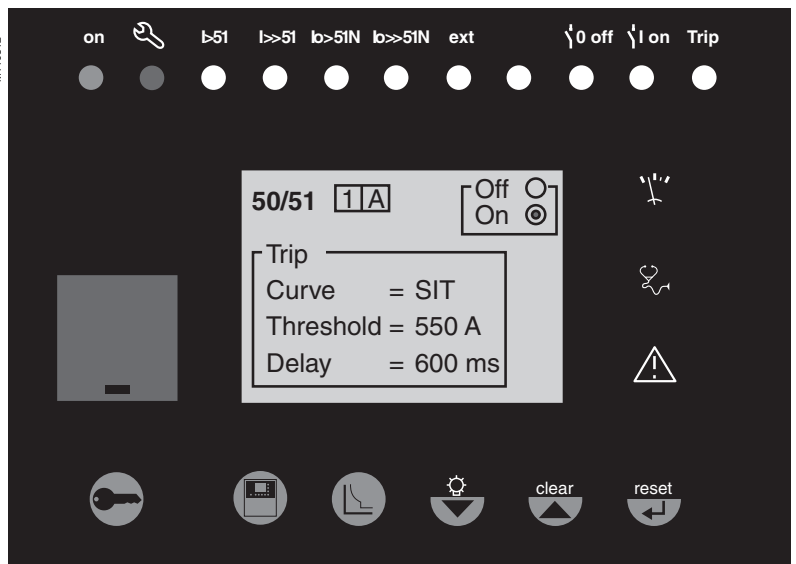 on I>51 I>>51 Io>51N Io>>51N ext 0 off I on Trip
50/51 1 A
Off
On
Trip
Curve = SIT
Threshold = 550 A
Delay = 600 ms
clear reset